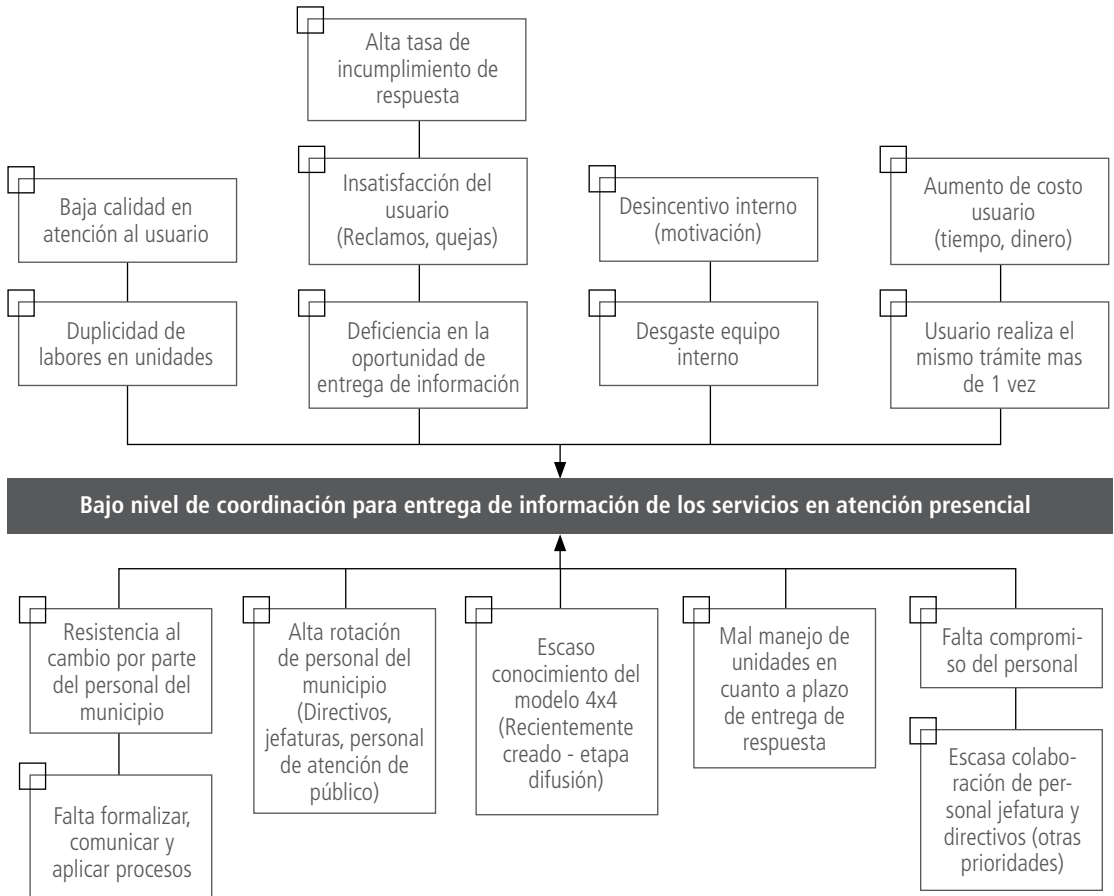 Alta tasa de
incumplimiento de
respuesta
Baja calidad en
atención al usuario
Insatisfacción del
usuario
(Reclamos, quejas)
Desincentivo interno
(motivación)
Aumento de costo
usuario
(tiempo, dinero)
Duplicidad de
labores en unidades
Deficiencia en la
oportunidad de
entrega de información
Desgaste equipo
interno
Usuario realiza el
mismo trámite mas
de 1 vez
Bajo nivel de coordinación para entrega de información de los servicios en atención presencial
Resistencia al
cambio por parte
del personal del
municipio
Alta rotación
de personal del
municipio
(Directivos,
jefaturas, personal
de atención de
público)
Escaso
conocimiento del
modelo 4x4
(Recientemente
creado - etapa
difusión)
Mal manejo de
unidades en
cuanto a plazo
de entrega de
respuesta
Falta compromi-
so del personal
Falta formalizar,
comunicar y
aplicar procesos
Escasa colabo-
ración de per-
sonal jefatura y
directivos (otras
prioridades)